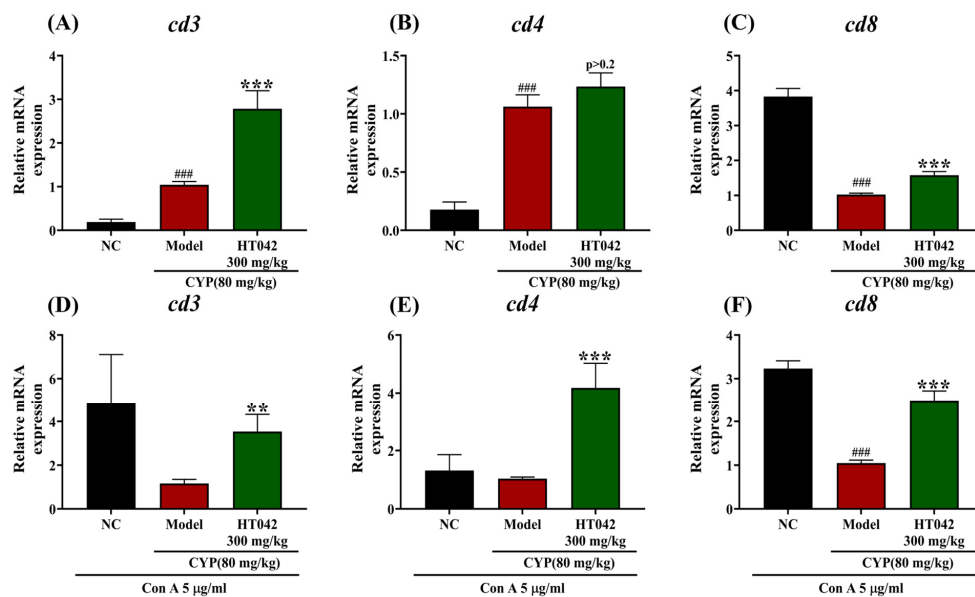 (A) cd3
Relative mRNA
expression
4
3
2
1
0
###
***
NC Model HT042
300 mg/kg
CYP(80 mg/kg)
(B) cd4
Relative mRNA
expression
1.5
1.0
0.5
0.0
###
p>0.2
NC Model HT042
300 mg/kg
CYP(80 mg/kg)
(C) cd8
Relative mRNA
expression
5
4
3
2
1
0
###
***
NC Model HT042
300 mg/kg
CYP(80 mg/kg)
(D) cd3
Relative mRNA
expression
8
6
4
2
0
**
NC Model HT042
300 mg/kg
CYP(80 mg/kg)
Con A 5 μg/ml
(E) cd4
Relative mRNA
expression
6
4
2
0
***
NC Model HT042
300 mg/kg
CYP(80 mg/kg)
Con A 5 μg/ml
(F) cd8
Relative mRNA
expression
4
3
2
1
0
###
***
NC Model HT042
300 mg/kg
CYP(80 mg/kg)
Con A 5 μg/ml